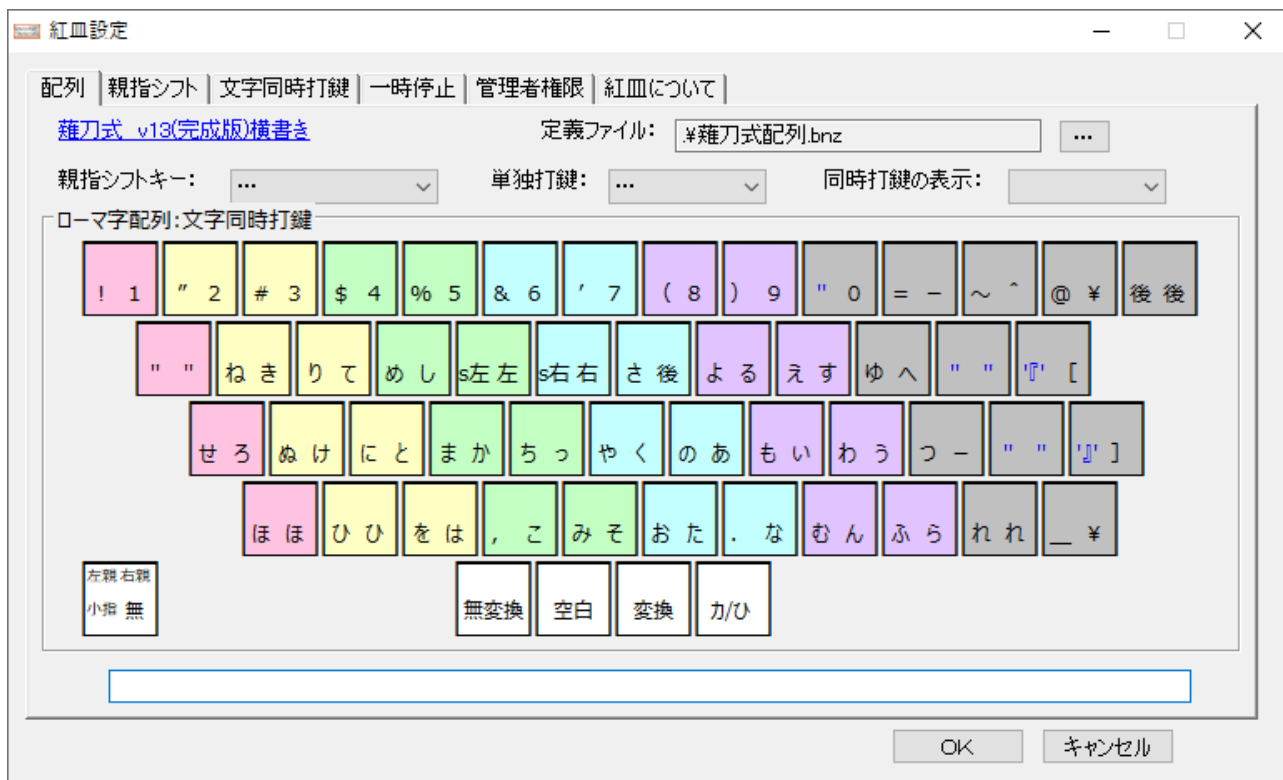 紅皿設定
配列 親指シフト 文字同時打鍵 一時停止 管理者権限 紅皿について
薙刀式 v13(完成版)横書き 定義ファイル: .¥薙刀式配列.bnz ...
親指シフトキー: ... 単独打鍵: ... 同時打鍵の表示:
ローマ字配列:文字同時打鍵
! 1 " 2 # 3 $ 4 % 5 & 6 ' 7 ( 8 ) 9 " 0 = - ～ ^ @ ¥ 後 後
" " ね き り て め し s左 左 s右 右 さ 後 よ る え す ゆ へ " " '『' [
せ ろ ぬ け に と ま か ち っ や く の あ も い わ う つ ー " " '』' ]
ほ ほ ひ ひ を は , こ み そ お た . な む ん ふ ら れ れ __ ¥
左親 右親
小指 無 無変換 空白 変換 カ/ひ
OK キャンセル